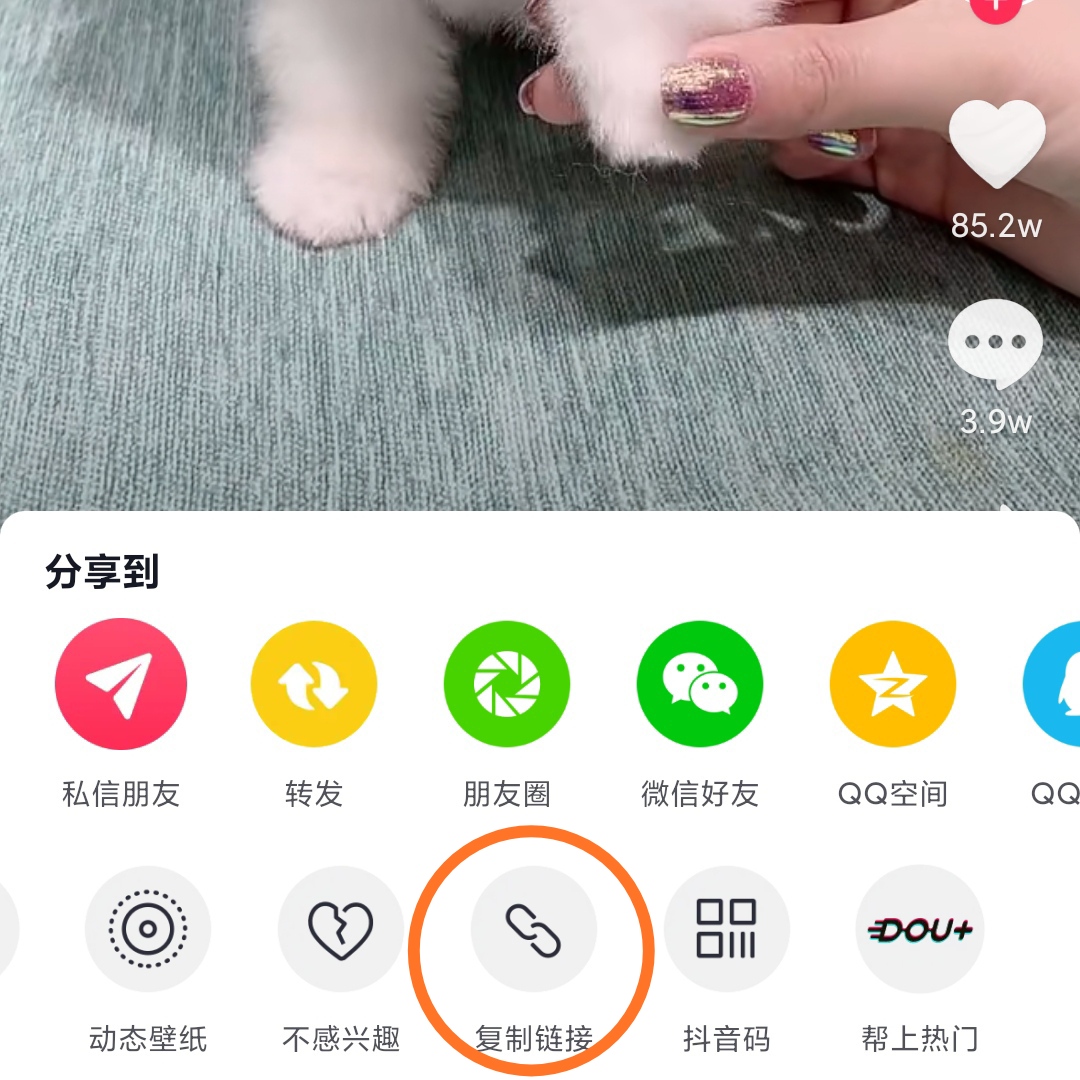 85.2w
3.9w
分享到
私信朋友
转发
朋友圈
微信好友
QQ空间
QQ
DOU+
动态壁纸
不感兴趣
复制链接
抖音码
帮上热门